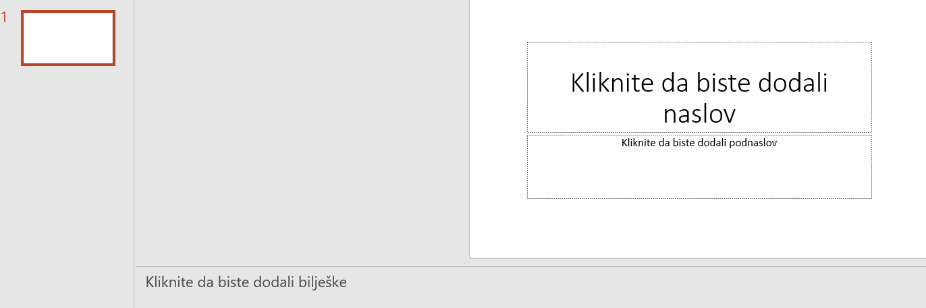 1
Kliknite da biste dodali
naslov
Kliknite da biste dodali podnaslov
Kliknite da biste dodali bilješke